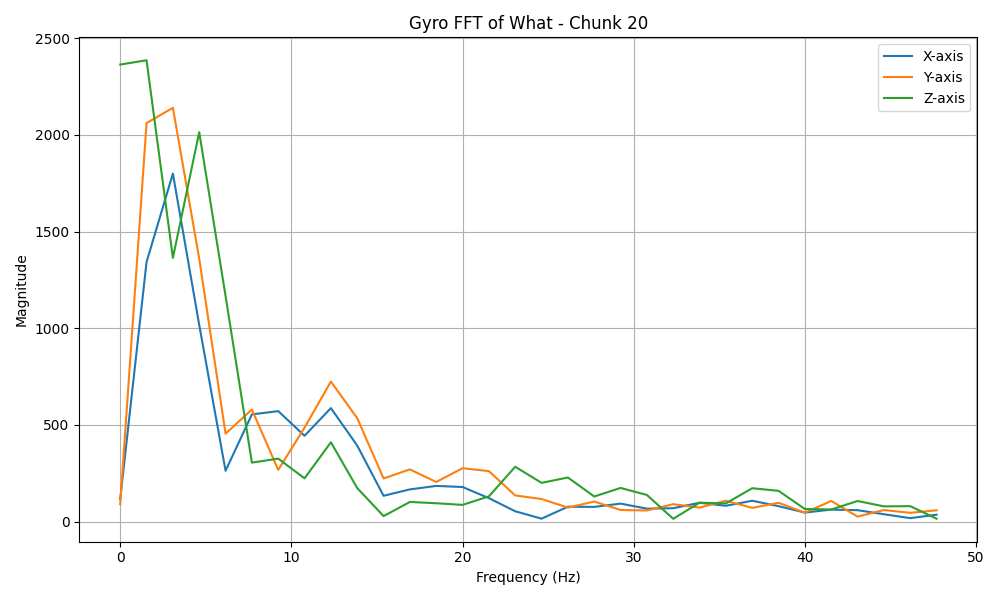 Gyro FFT of What - Chunk 20
2500
2000
1500
1000
500
0
Magnitude
X-axis
Y-axis
Z-axis
0 10 20 30 40 50
Frequency (Hz)